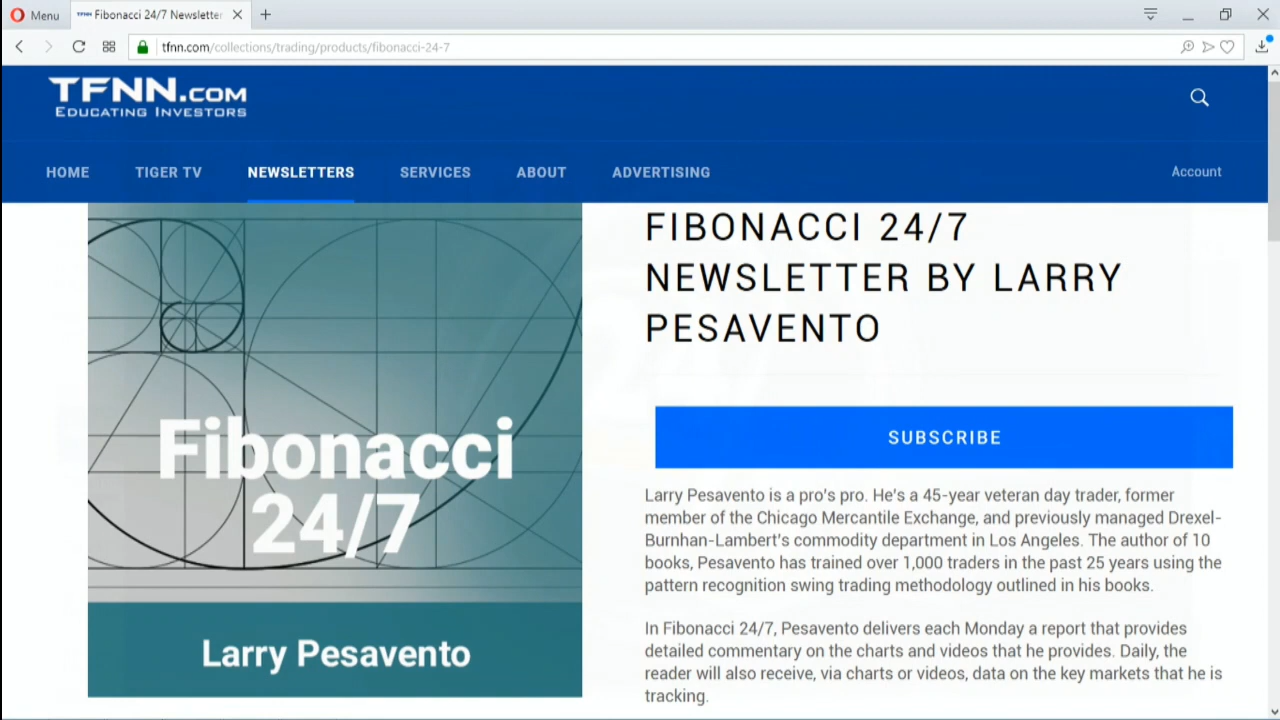 Menu
Fibonacci 24/7 Newsletter
tfnn.com/collections/trading/products/fibonacci-24-7
TFNN.COM
EDUCATING INVESTORS
HOME
TIGER TV
NEWSLETTERS
SERVICES
ABOUT
ADVERTISING
Account
Fibonacci
24/7
Larry Pesavento
FIBONACCI 24/7
NEWSLETTER BY LARRY
PESAVENTO
SUBSCRIBE
Larry Pesavento is a pro's pro. He's a 45-year veteran day trader, former
member of the Chicago Mercantile Exchange, and previously managed Drexel-
Burnhan-Lambert's commodity department in Los Angeles. The author of 10
books, Pesavento has trained over 1,000 traders in the past 25 years using the
pattern recognition swing trading methodology outlined in his books.
In Fibonacci 24/7, Pesavento delivers each Monday a report that provides
detailed commentary on the charts and videos that he provides. Daily, the
reader will also receive, via charts or videos, data on the key markets that he is
tracking.